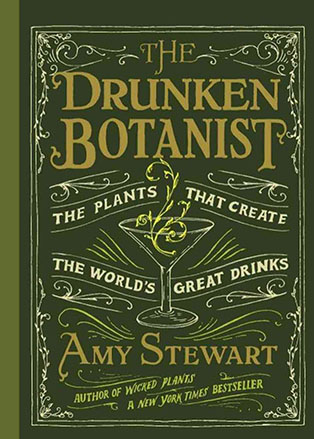 THE
DRUNKEN
BOTANIST
THE PLANTS THAT CREATE
THE WORLD'S GREAT DRINKS
AMY STEWART
AUTHOR OF WICKED PLANTS
A NEW YORK TIMES BESTSELLER